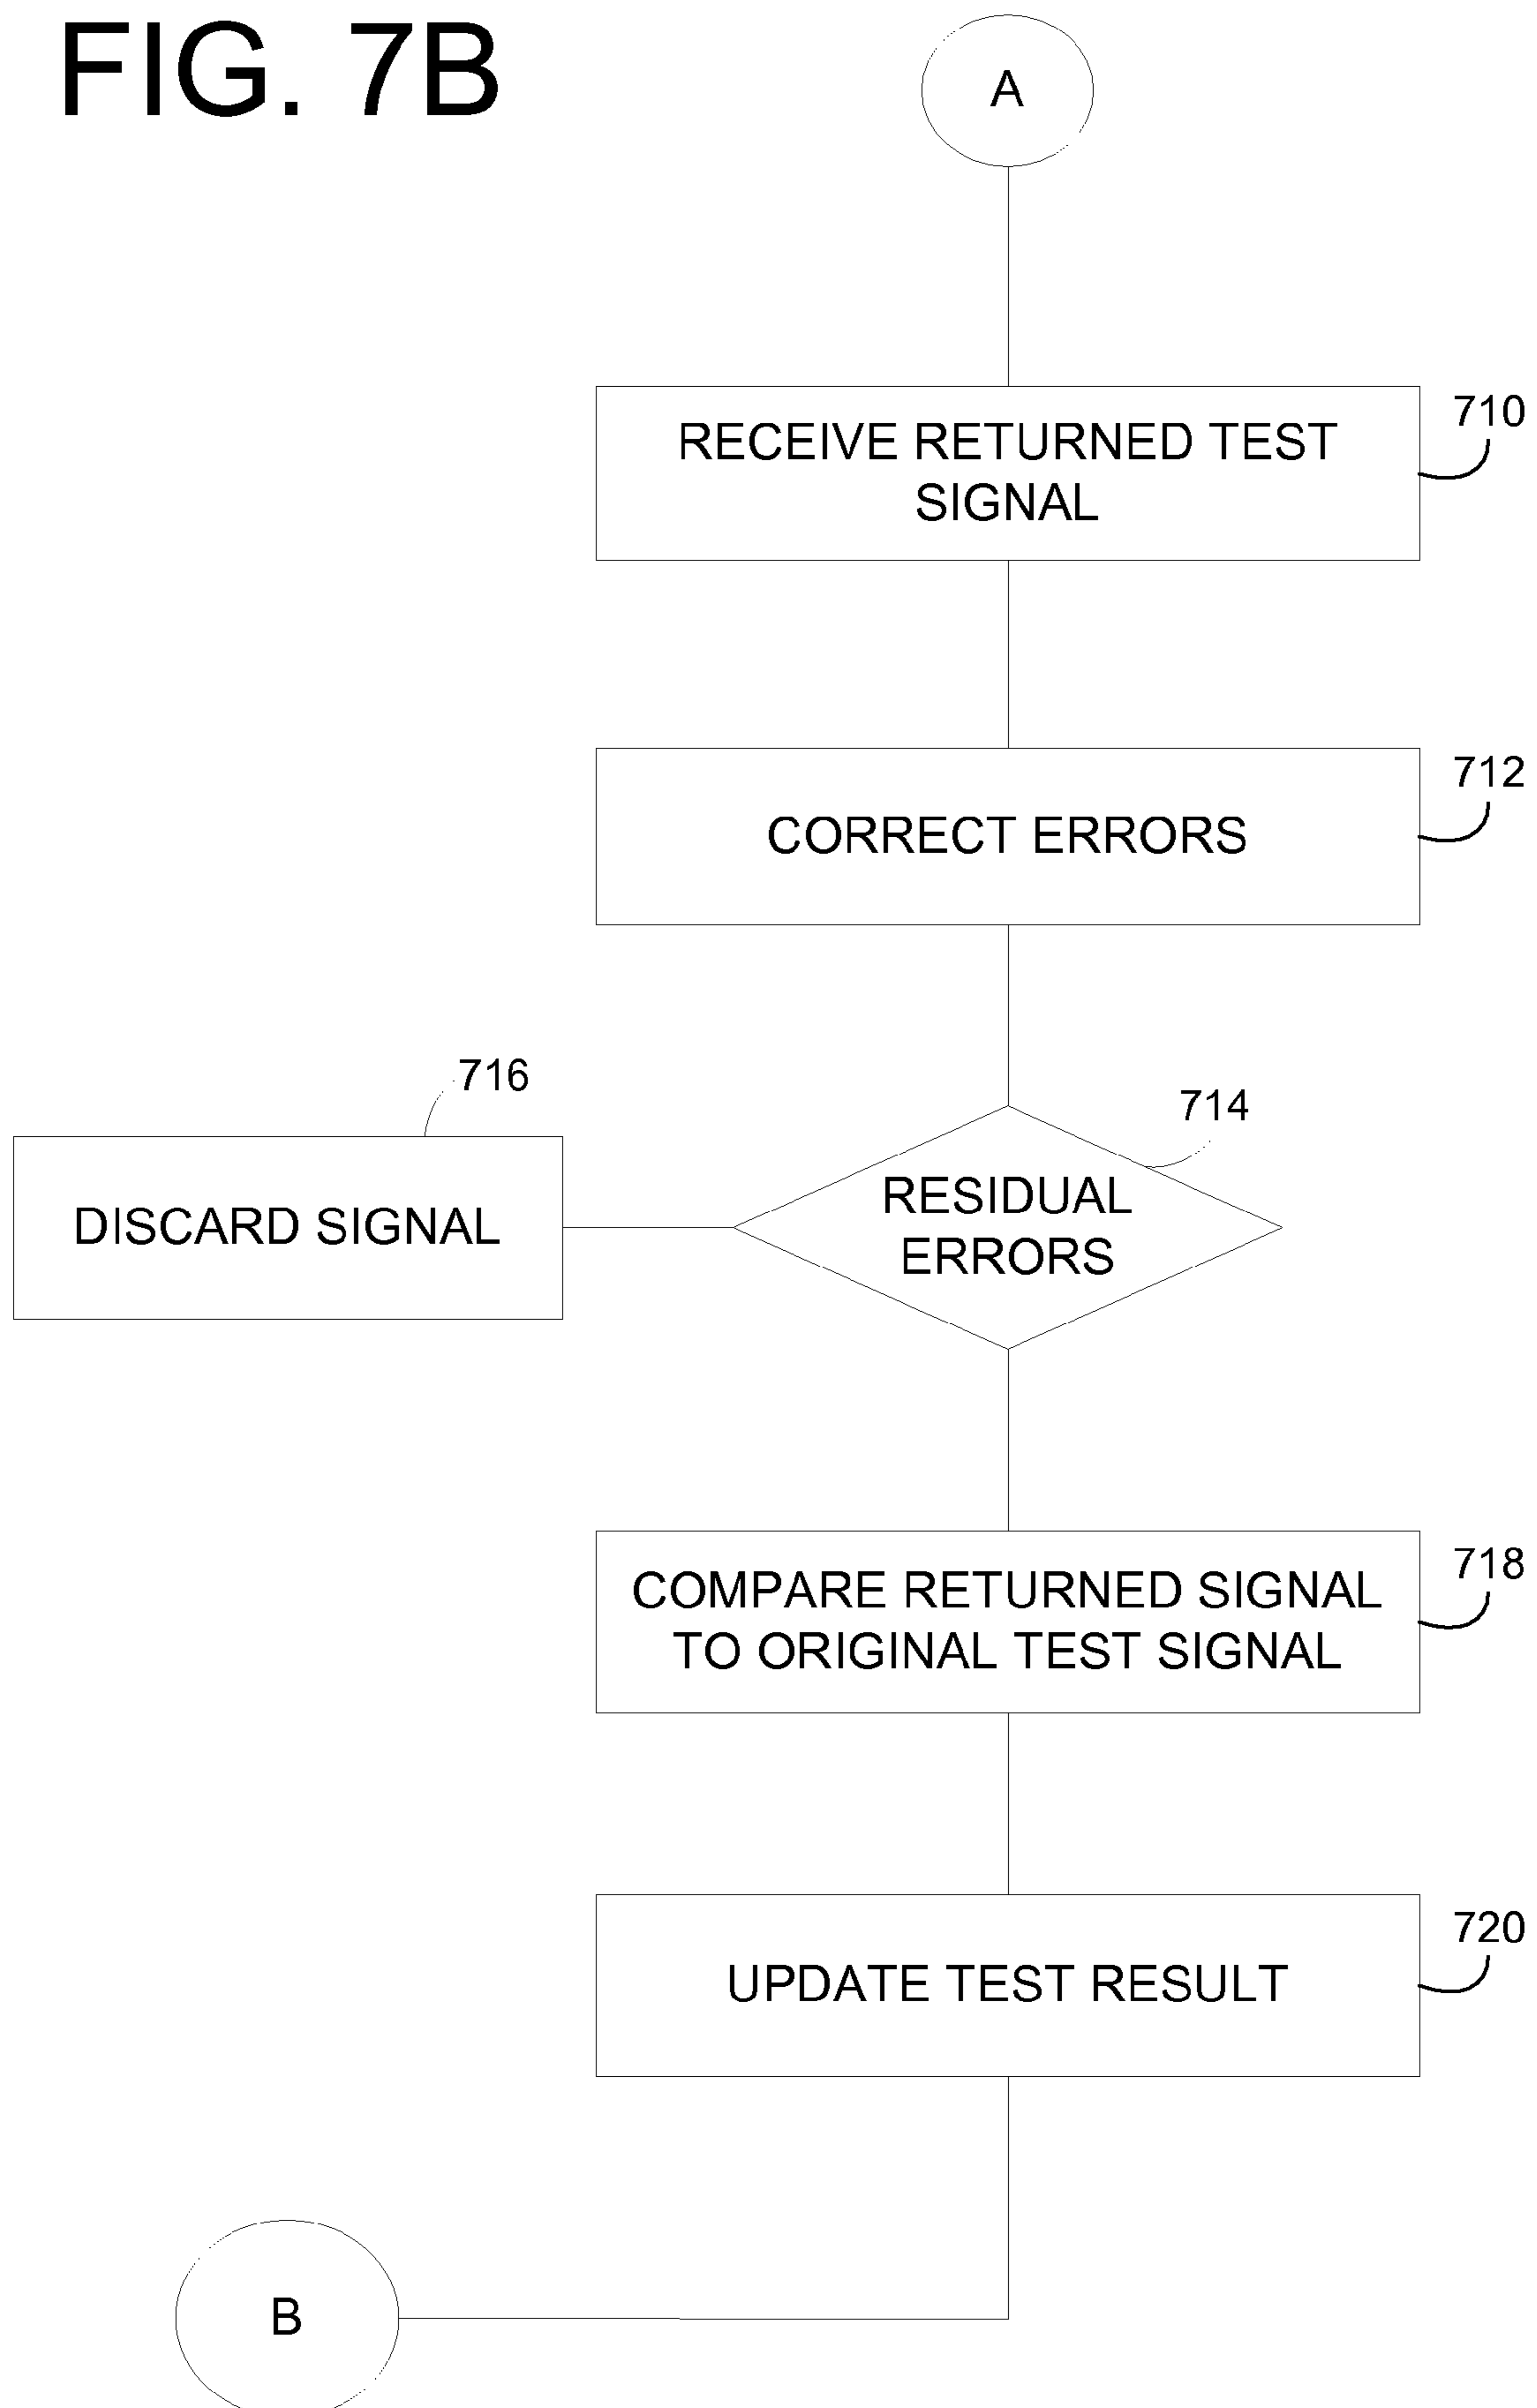 FIG. 7B
A
RECEIVE RETURNED TEST
SIGNAL
710
CORRECT ERRORS
712
716
714
DISCARD SIGNAL
RESIDUAL
ERRORS
COMPARE RETURNED SIGNAL
TO ORIGINAL TEST SIGNAL
718
UPDATE TEST RESULT
720
B